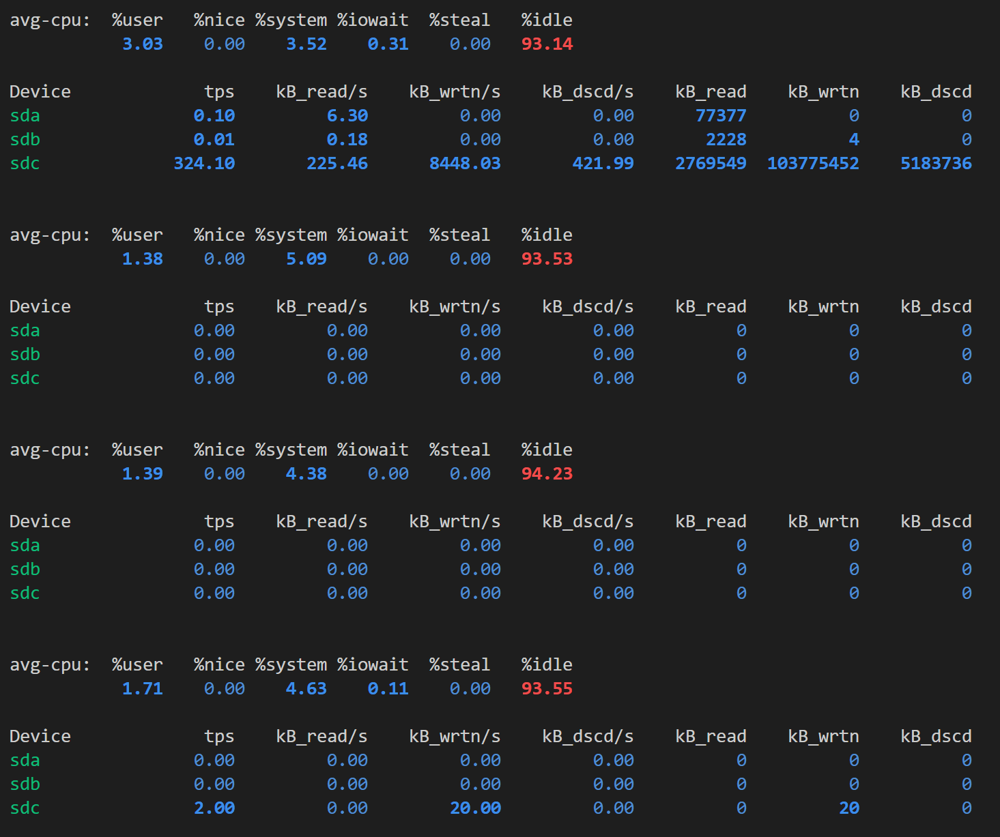 avg-cpu:  %user   %nice %system %iowait  %steal   %idle
           3.03    0.00    3.52    0.31    0.00   93.14
Device             tps    kB_read/s    kB_wrtn/s    kB_dscd/s    kB_read    kB_wrtn    kB_dscd
sda               0.10         6.30         0.00         0.00      77377          0          0
sdb               0.01         0.18         0.00         0.00       2228          4          0
sdc             324.10       225.46      8448.03       421.99    2769549  103775452    5183736
avg-cpu:  %user   %nice %system %iowait  %steal   %idle
           1.38    0.00    5.09    0.00    0.00   93.53
Device             tps    kB_read/s    kB_wrtn/s    kB_dscd/s    kB_read    kB_wrtn    kB_dscd
sda               0.00         0.00         0.00         0.00          0          0          0
sdb               0.00         0.00         0.00         0.00          0          0          0
sdc               0.00         0.00         0.00         0.00          0          0          0
avg-cpu:  %user   %nice %system %iowait  %steal   %idle
           1.39    0.00    4.38    0.00    0.00   94.23
Device             tps    kB_read/s    kB_wrtn/s    kB_dscd/s    kB_read    kB_wrtn    kB_dscd
sda               0.00         0.00         0.00         0.00          0          0          0
sdb               0.00         0.00         0.00         0.00          0          0          0
sdc               0.00         0.00         0.00         0.00          0          0          0
avg-cpu:  %user   %nice %system %iowait  %steal   %idle
           1.71    0.00    4.63    0.11    0.00   93.55
Device             tps    kB_read/s    kB_wrtn/s    kB_dscd/s    kB_read    kB_wrtn    kB_dscd
sda               0.00         0.00         0.00         0.00          0          0          0
sdb               0.00         0.00         0.00         0.00          0          0          0
sdc               2.00         0.00        20.00         0.00          0         20          0